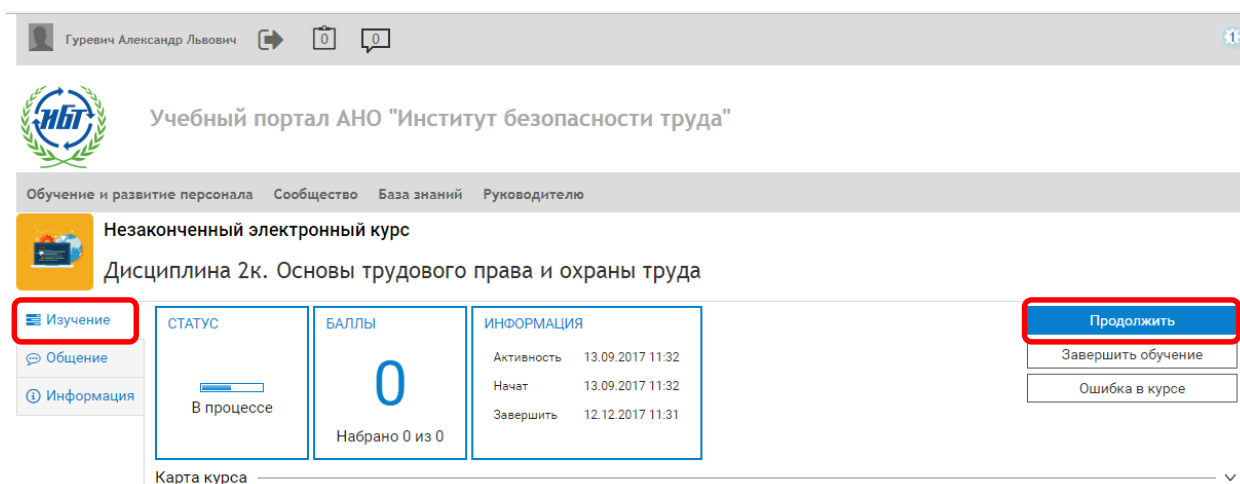 Гуревич Александр Львович 0 0 1
ИБТ
Учебный портал АНО "Институт безопасности труда"
Обучение и развитие персонала Сообщество База знаний Руководителю
Незаконченный электронный курс
Дисциплина 2к. Основы трудового права и охраны труда
Изучение
Общение
Информация
СТАТУС
В процессе
БАЛЛЫ
0
Набрано 0 из 0
ИНФОРМАЦИЯ
Активность 13.09.2017 11:32
Начат 13.09.2017 11:32
Завершить 12.12.2017 11:31
Продолжить
Завершить обучение
Ошибка в курсе
Карта курса